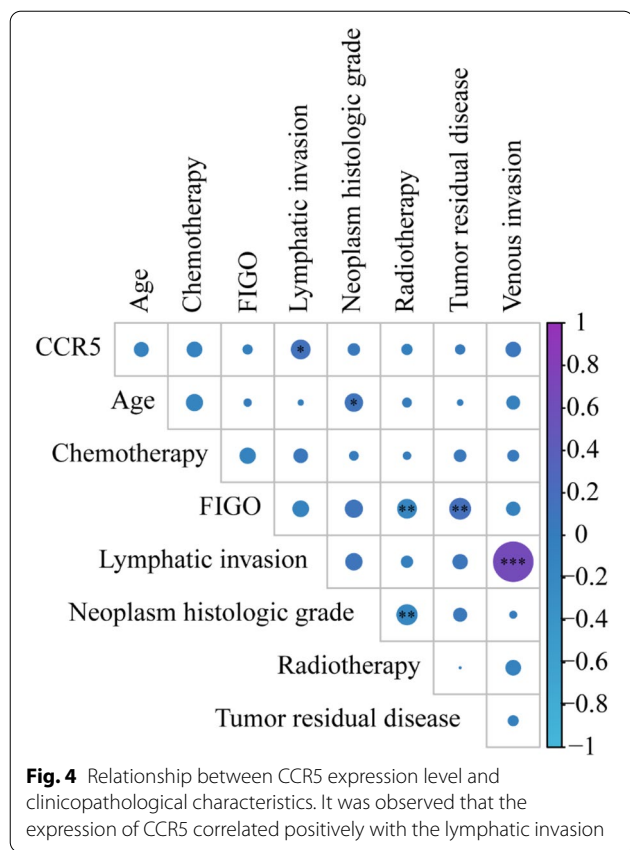 Age
Chemotherapy
FIGO
Lymphatic invasion
Neoplasm histologic grade
Radiotherapy
Tumor residual disease
Venous invasion
CCR5
*
Age
*
Chemotherapy
FIGO
**
**
Lymphatic invasion
***
Neoplasm histologic grade
**
Radiotherapy
Tumor residual disease
1
0.8
0.6
0.4
0.2
0
−0.2
−0.4
−0.6
−0.8
−1
Fig. 4 Relationship between CCR5 expression level and
clinicopathological characteristics. It was observed that the
expression of CCR5 correlated positively with the lymphatic invasion